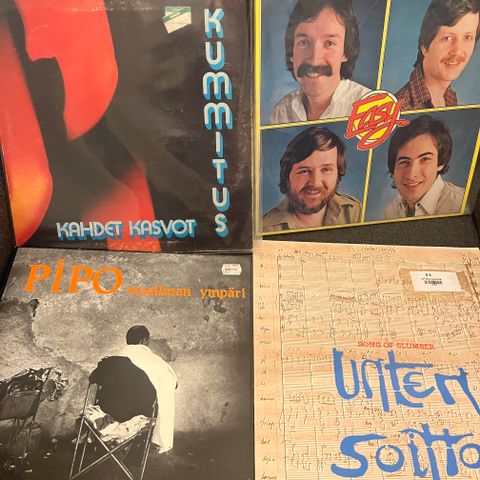 KUMMITUS
KAHDET KASVOT
Easy
PiPO
maailman ympäri
SONG OF SLUMBER
unten
soitto